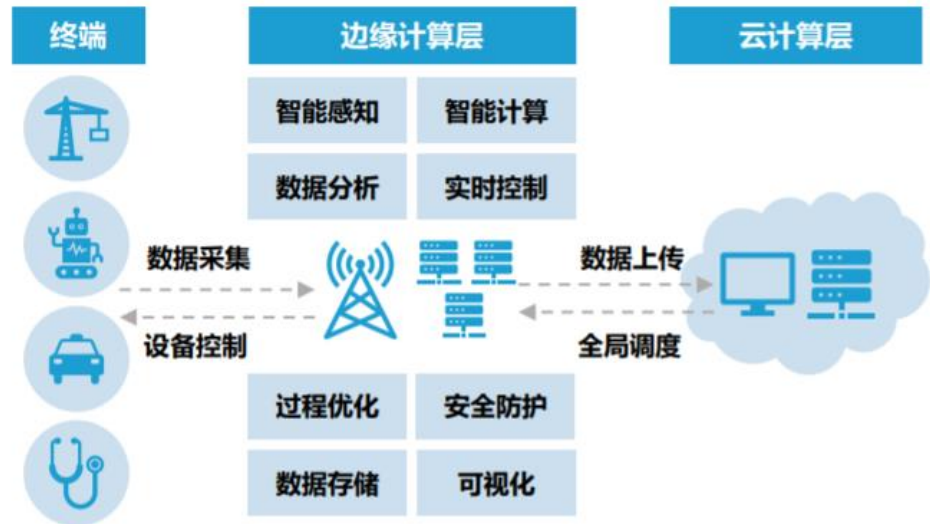 终端
边缘计算层
云计算层
智能感知
智能计算
数据分析
实时控制
数据采集
数据上传
设备控制
全局调度
过程优化
安全防护
数据存储
可视化